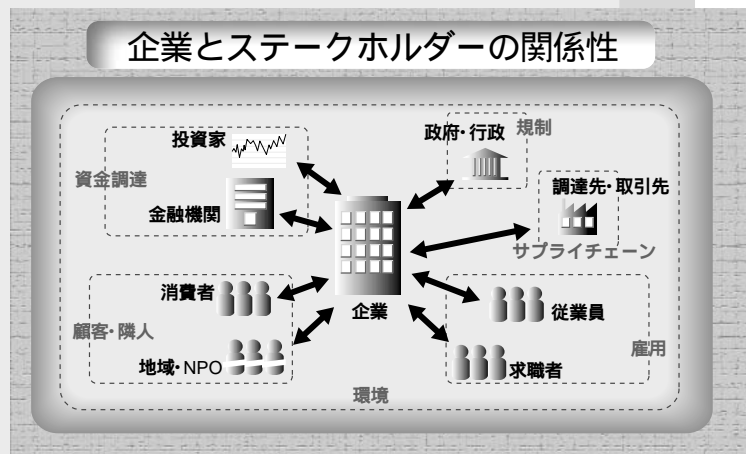 企業とステークホルダーの関係性
投資家
資金調達
金融機関
政府・行政
規制
調達先・取引先
サプライチェーン
企業
消費者
顧客・隣人
地域・NPO
従業員
雇用
求職者
環境